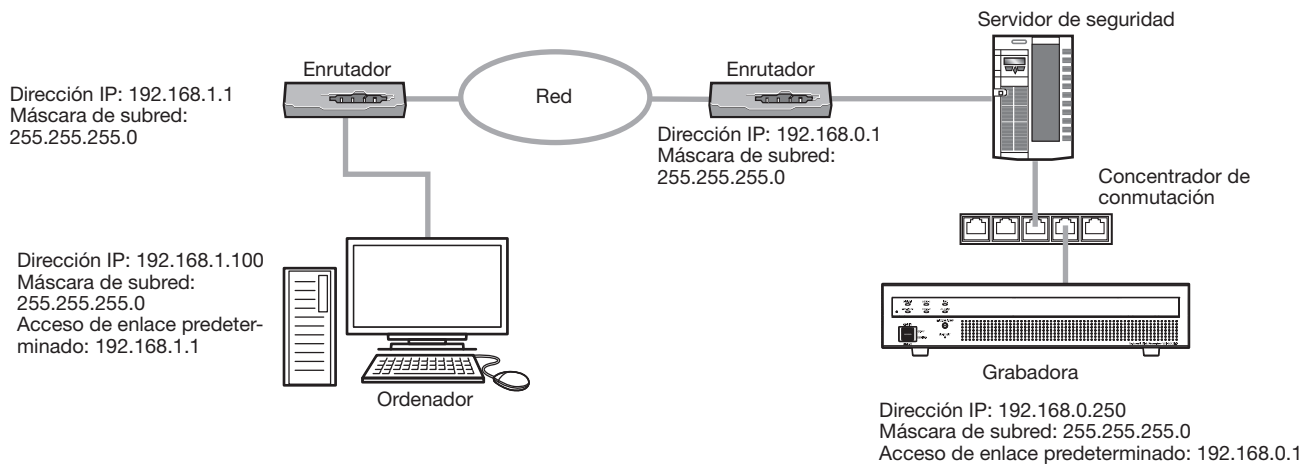 Servidor de seguridad
Enrutador
Dirección IP: 192.168.1.1
Máscara de subred:
255.255.255.0
Red
Enrutador
Dirección IP: 192.168.0.1
Máscara de subred:
255.255.255.0
Concentrador de
conmutación
Dirección IP: 192.168.1.100
Máscara de subred:
255.255.255.0
Acceso de enlace predeter-
minado: 192.168.1.1
Ordenador
Grabadora
Dirección IP: 192.168.0.250
Máscara de subred: 255.255.255.0
Acceso de enlace predeterminado: 192.168.0.1